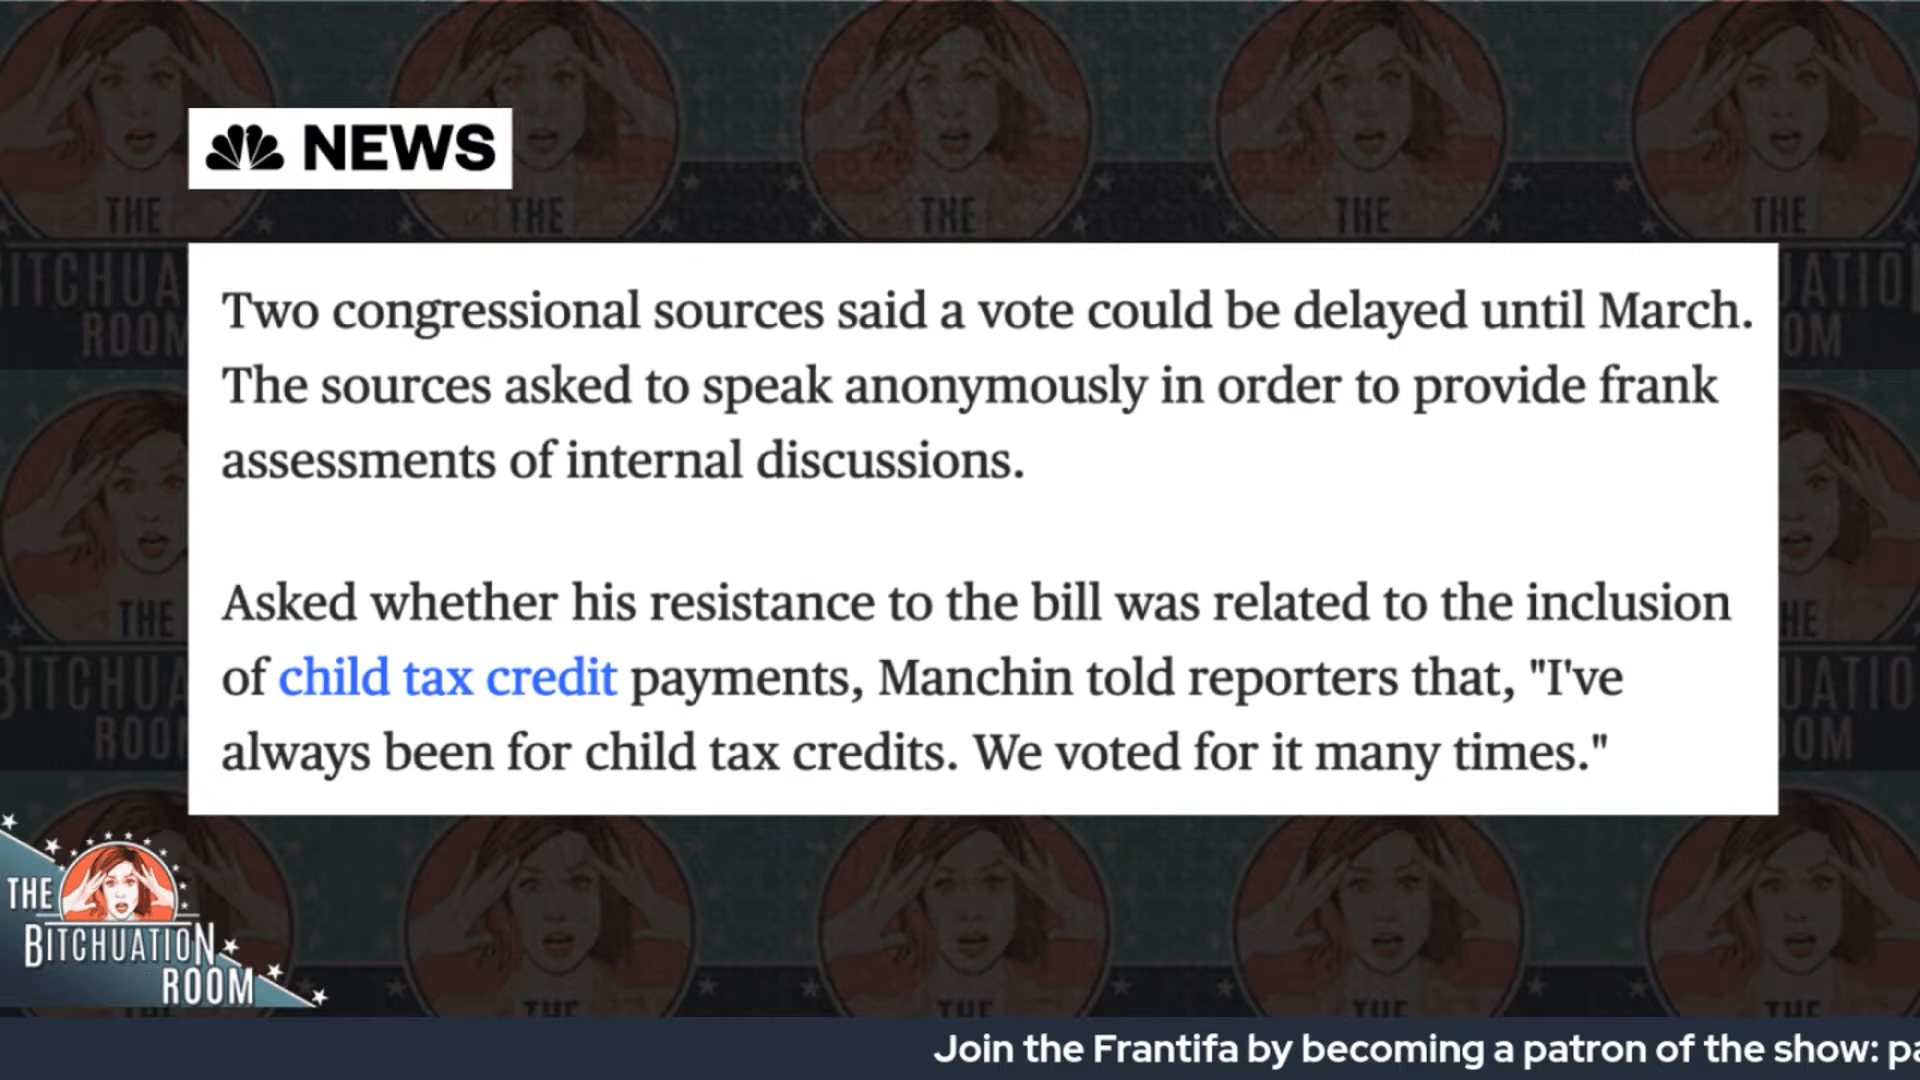 NEWS
Two congressional sources said a vote could be delayed until March.
The sources asked to speak anonymously in order to provide frank
assessments of internal discussions.
Asked whether his resistance to the bill was related to the inclusion
of child tax credit payments, Manchin told reporters that, "I've
always been for child tax credits. We voted for it many times."
THE
BITCHUATION
ROOM
Join the Frantifa by becoming a patron of the show: pa